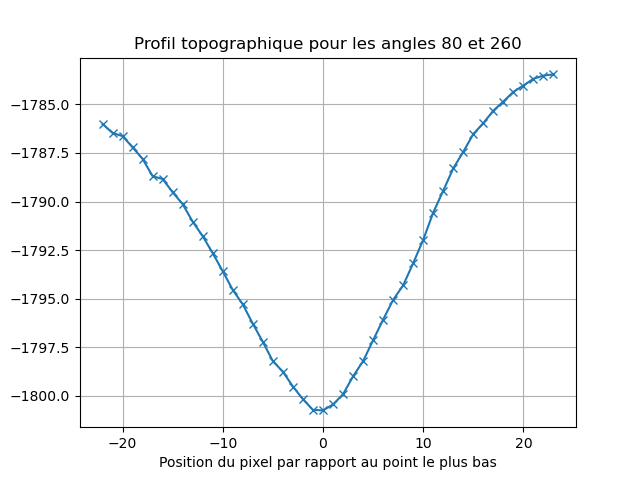 Profil topographique pour les angles 80 et 260
−1785.0
−1787.5
−1790.0
−1792.5
−1795.0
−1797.5
−1800.0
−20 −10 0 10 20
Position du pixel par rapport au point le plus bas